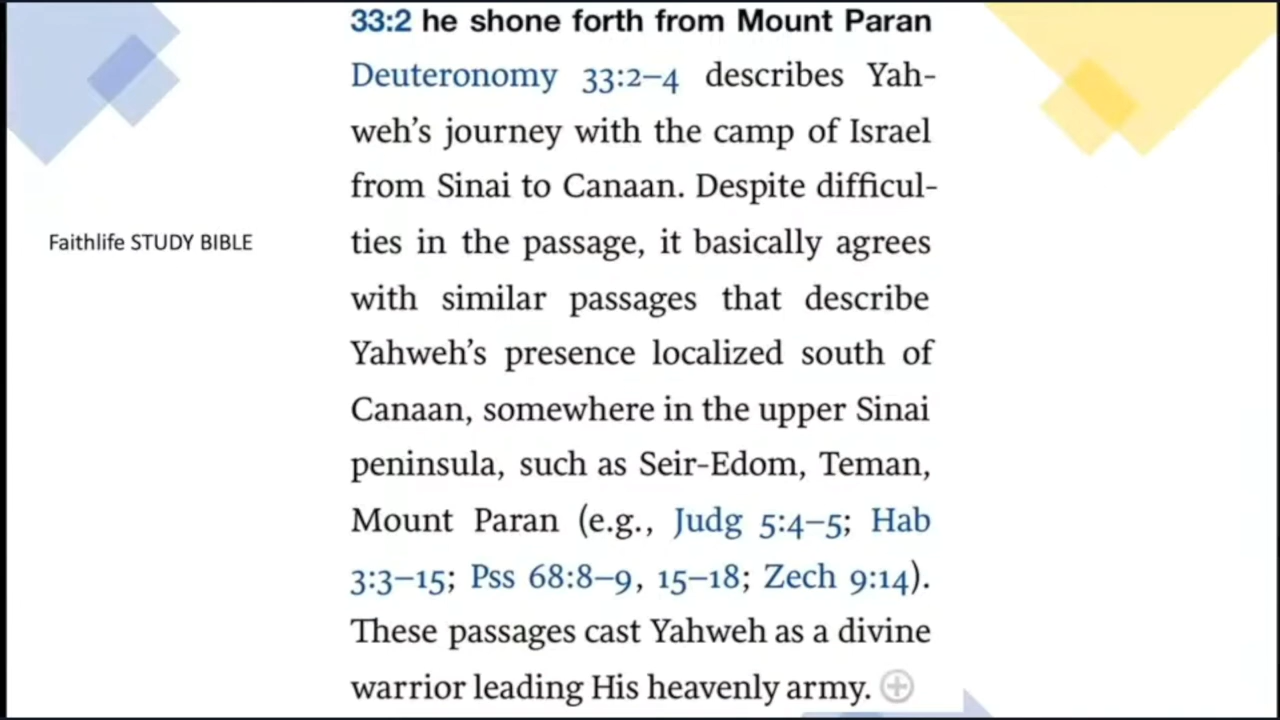 33:2 he shone forth from Mount Paran
Deuteronomy 33:2–4 describes Yah-
weh's journey with the camp of Israel
from Sinai to Canaan. Despite difficul-
Faithlife STUDY BIBLE
ties in the passage, it basically agrees
with similar passages that describe
Yahweh's presence localized south of
Canaan, somewhere in the upper Sinai
peninsula, such as Seir-Edom, Teman,
Mount Paran (e.g., Judg 5:4–5; Hab
3:3–15; Pss 68:8–9, 15–18; Zech 9:14).
These passages cast Yahweh as a divine
warrior leading His heavenly army.